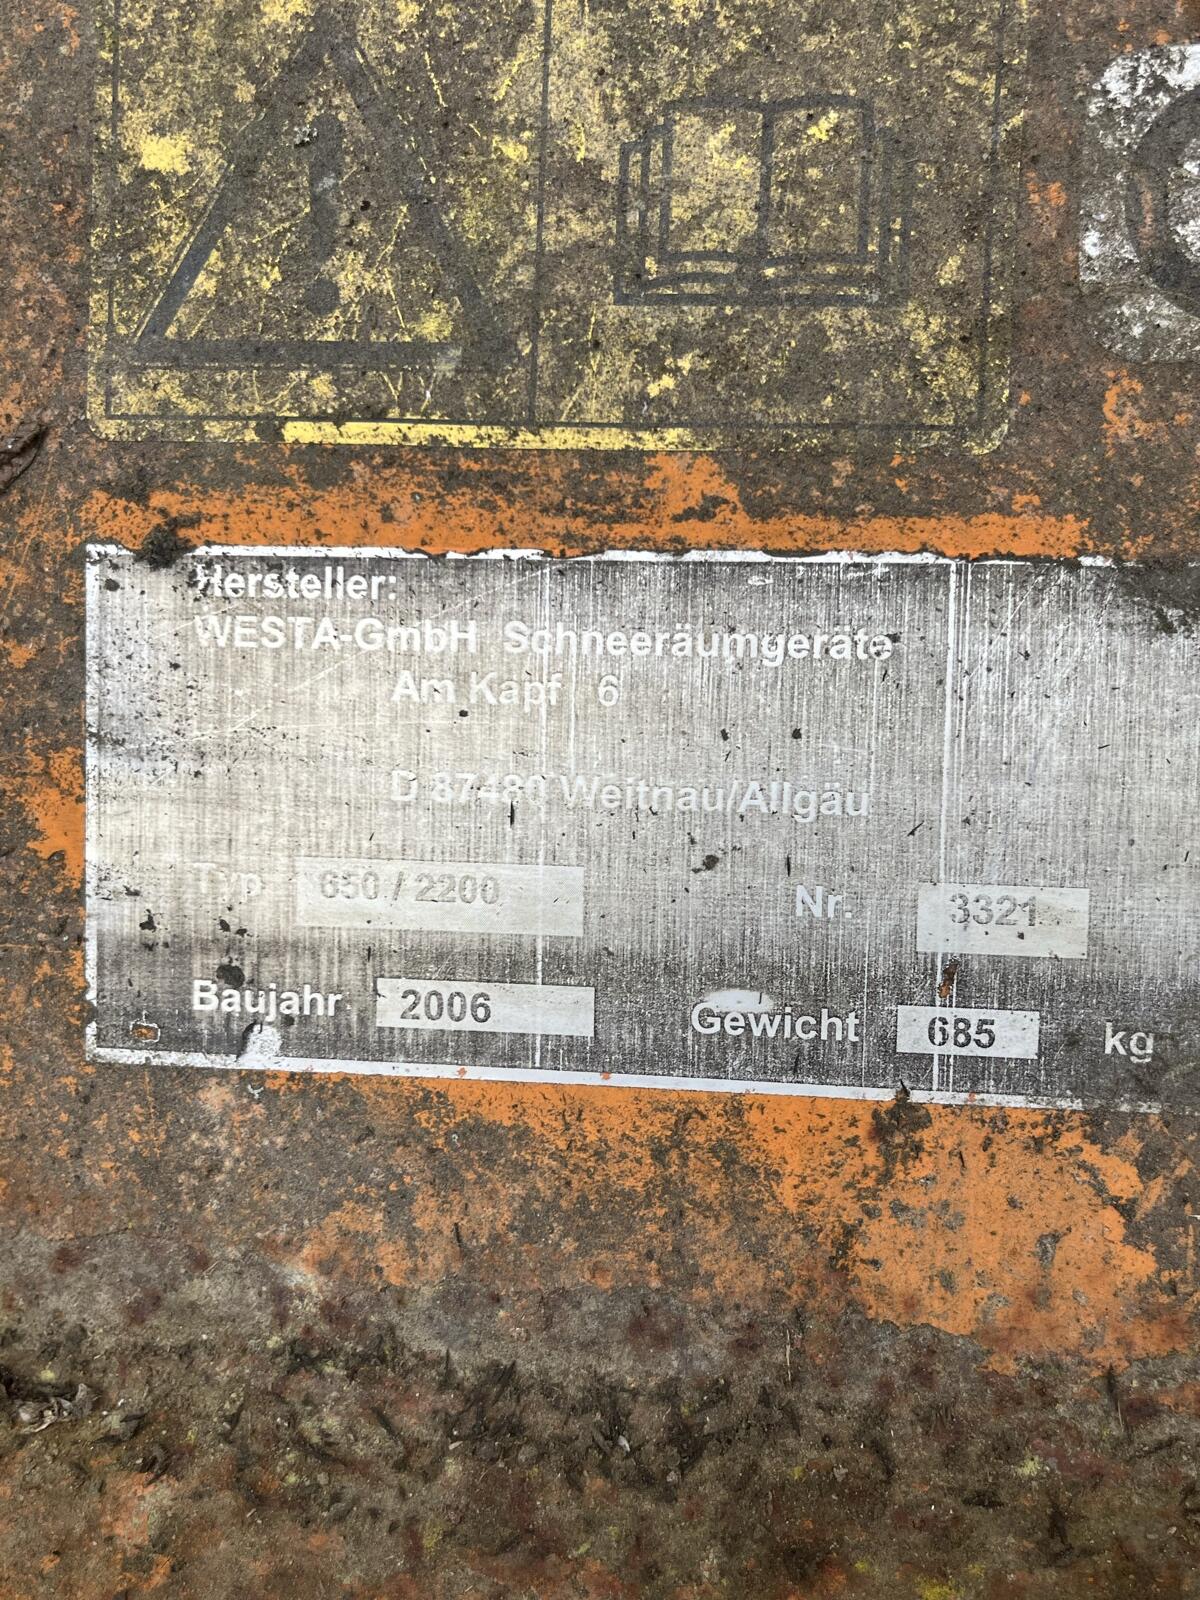 Hersteller:
WESTA-GmbH Schneeräumgeräte
Am Kapf 6
D 87480 Weitnau/Allgäu
Typ 650 / 2200 Nr. 3321
Baujahr 2006 Gewicht 685 kg